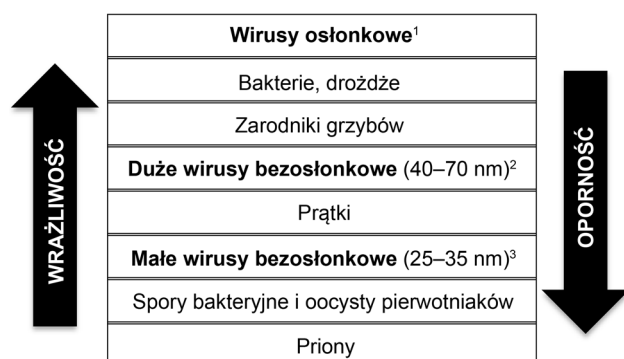 Wirusy osłonkowe¹
Bakterie, drożdże
Zarodniki grzybów
Duże wirusy bezosłonkowe (40–70 nm)²
Prątki
Małe wirusy bezosłonkowe (25–35 nm)³
Spory bakteryjne i oocysty pierwotniaków
Priony
WRAŻLIWOŚĆ
OPORNOŚĆ